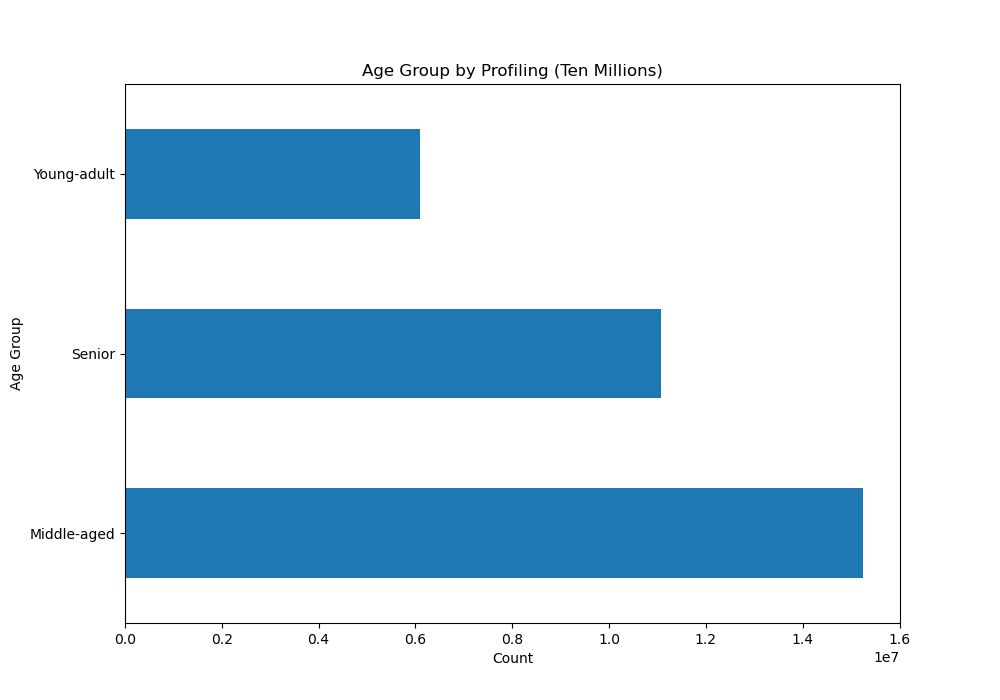 Age Group by Profiling (Ten Millions)
Age Group
Young-adult
Senior
Middle-aged
0.0 0.2 0.4 0.6 0.8 1.0 1.2 1.4 1.6
1e7
Count